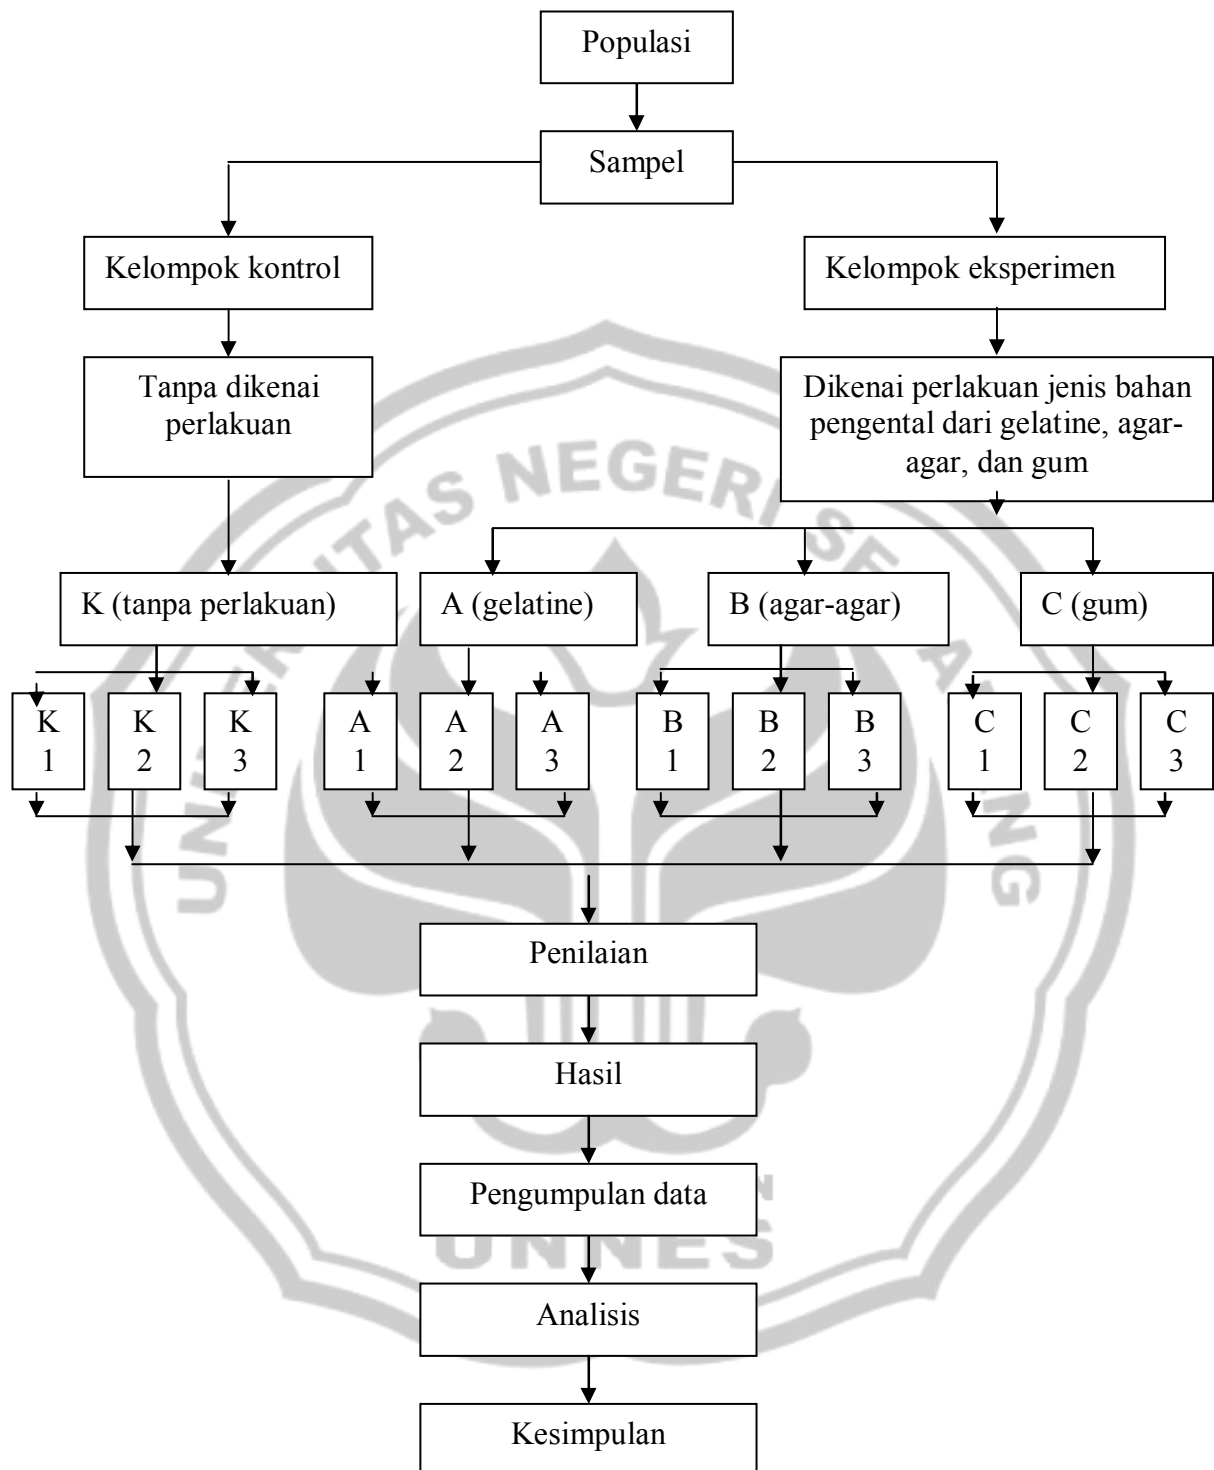 Populasi
Sampel
Kelompok kontrol
Kelompok eksperimen
Tanpa dikenai
perlakuan
Dikenai perlakuan jenis bahan
pengental dari gelatine, agar-
agar, dan gum
K (tanpa perlakuan)
A (gelatine)
B (agar-agar)
C (gum)
K
1
K
2
K
3
A
1
A
2
A
3
B
1
B
2
B
3
C
1
C
2
C
3
Penilaian
Hasil
Pengumpulan data
Analisis
Kesimpulan
UNNES